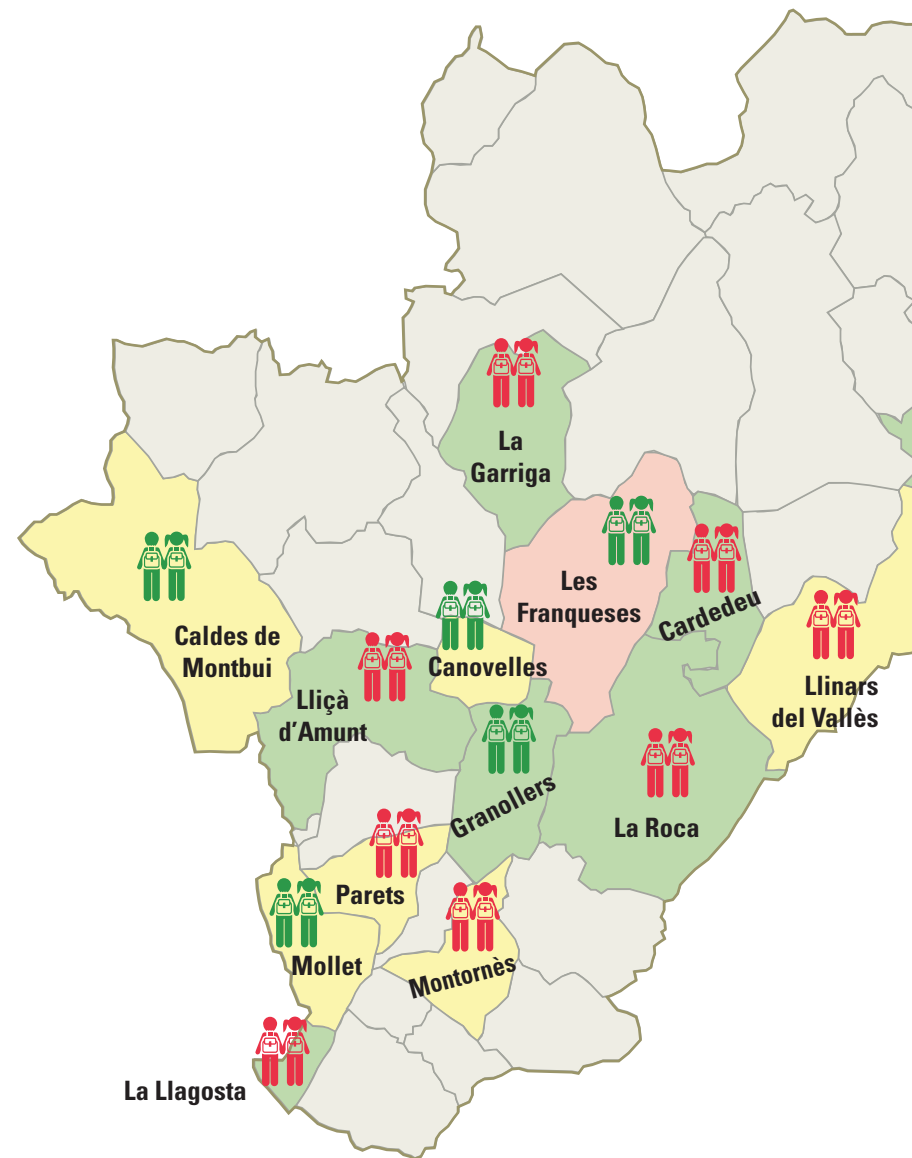 La
Garriga
Les
Franqueses
Cardedeu
Caldes de
Montbui
Canovelles
Lliçà
d'Amunt
Llinars
del Vallès
Granollers
La Roca
Parets
Mollet
Montornès
La Llagosta